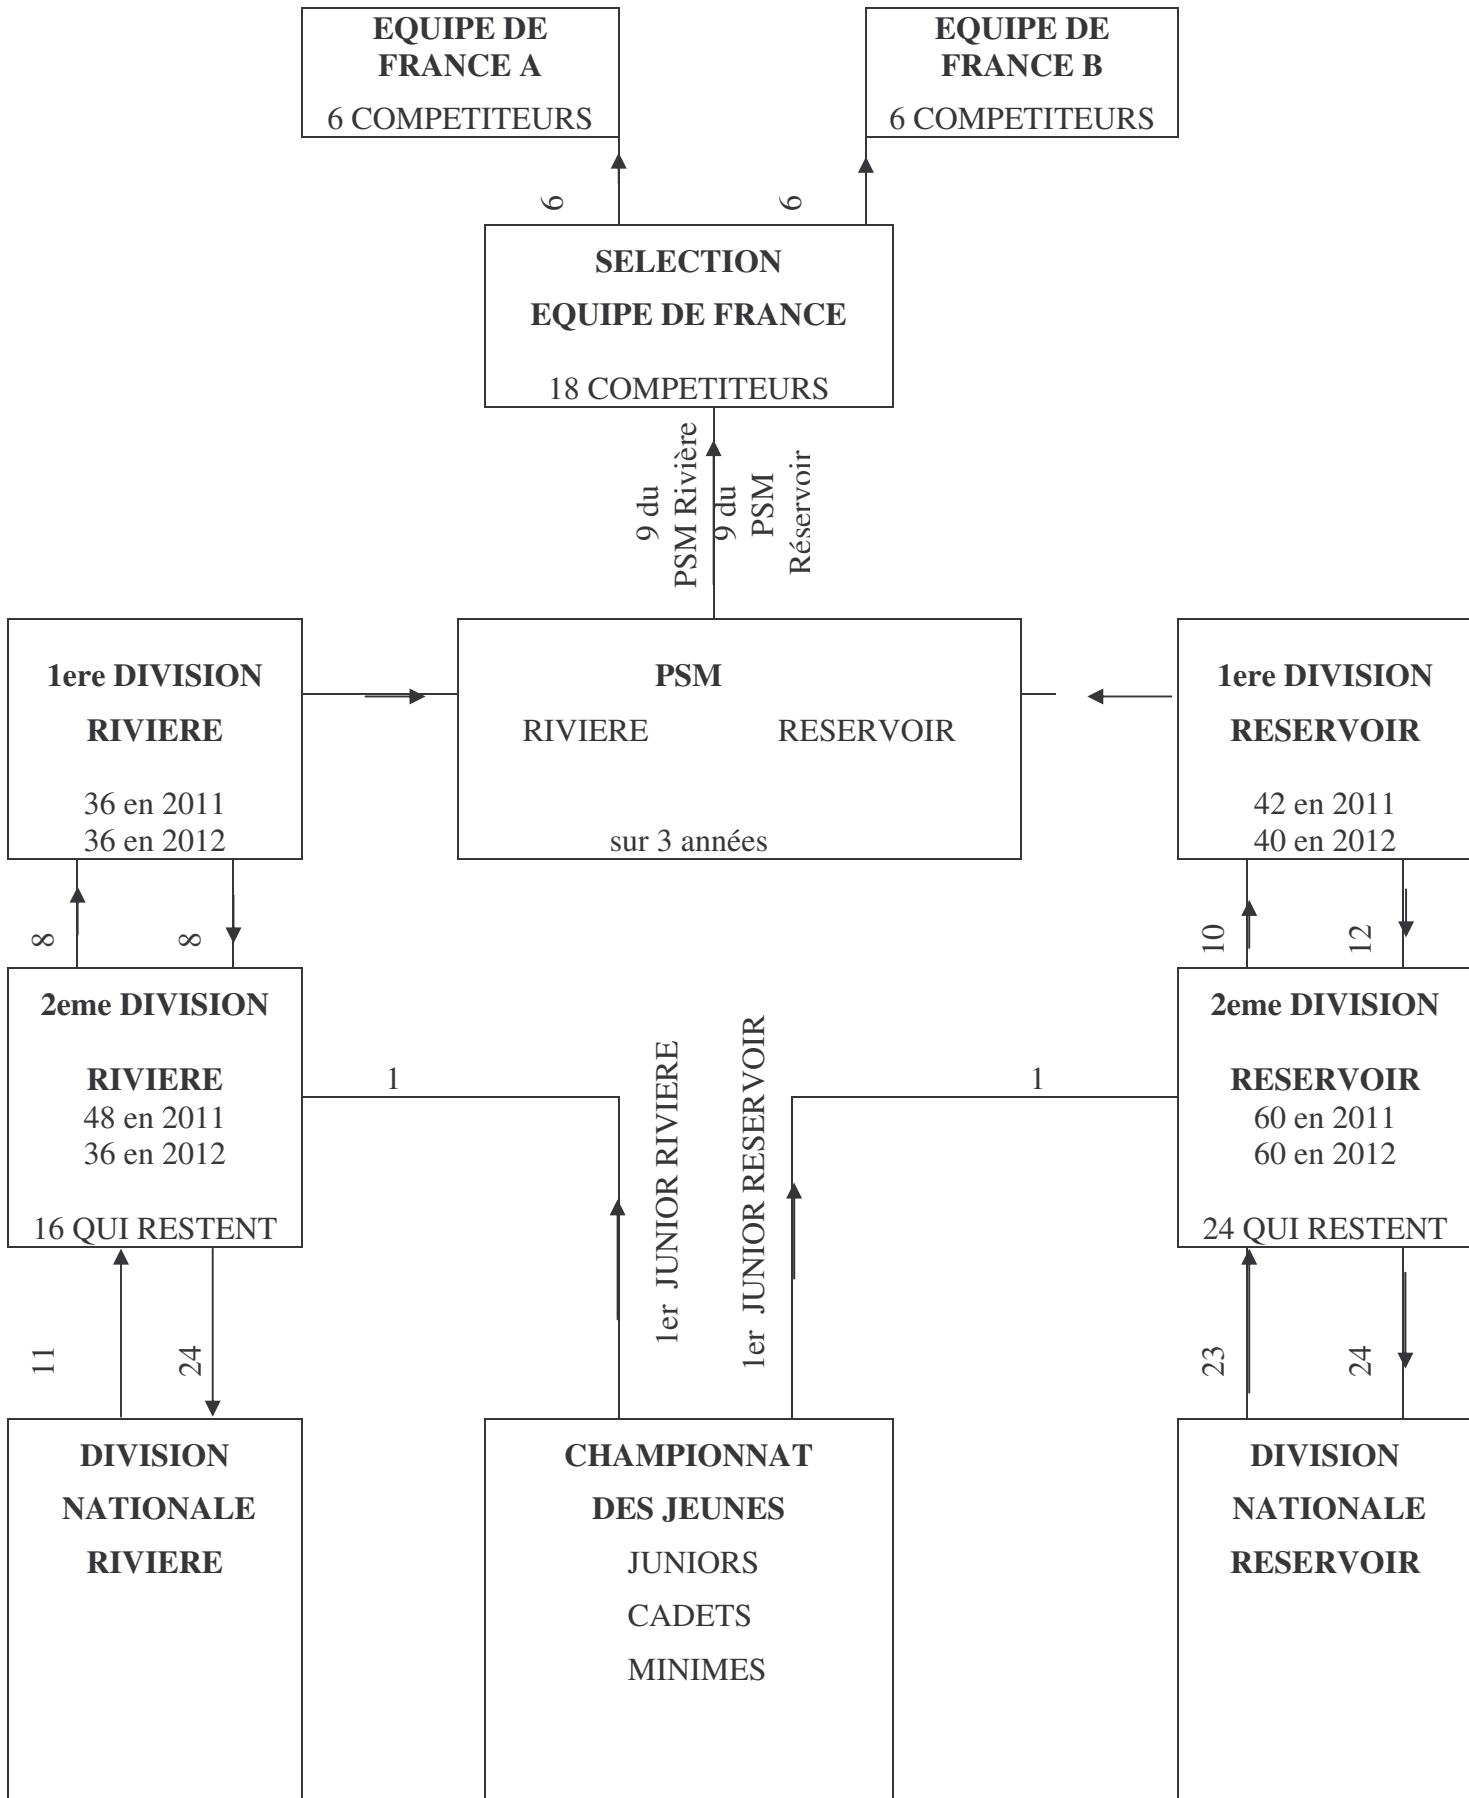 EQUIPE DE
FRANCE A
6 COMPETITEURS
EQUIPE DE
FRANCE B
6 COMPETITEURS
6
6
SELECTION
EQUIPE DE FRANCE
18 COMPETITEURS
9 du
PSM Rivière
9 du
PSM
Réservoir
1ere DIVISION
RIVIERE
36 en 2011
36 en 2012
PSM
RIVIERE RESERVOIR
sur 3 années
1ere DIVISION
RESERVOIR
42 en 2011
40 en 2012
8
8
10
12
2eme DIVISION
RIVIERE
48 en 2011
36 en 2012
16 QUI RESTENT
1
1er JUNIOR RIVIERE
1er JUNIOR RESERVOIR
1
2eme DIVISION
RESERVOIR
60 en 2011
60 en 2012
24 QUI RESTENT
11
24
23
24
DIVISION
NATIONALE
RIVIERE
CHAMPIONNAT
DES JEUNES
JUNIORS
CADETS
MINIMES
DIVISION
NATIONALE
RESERVOIR